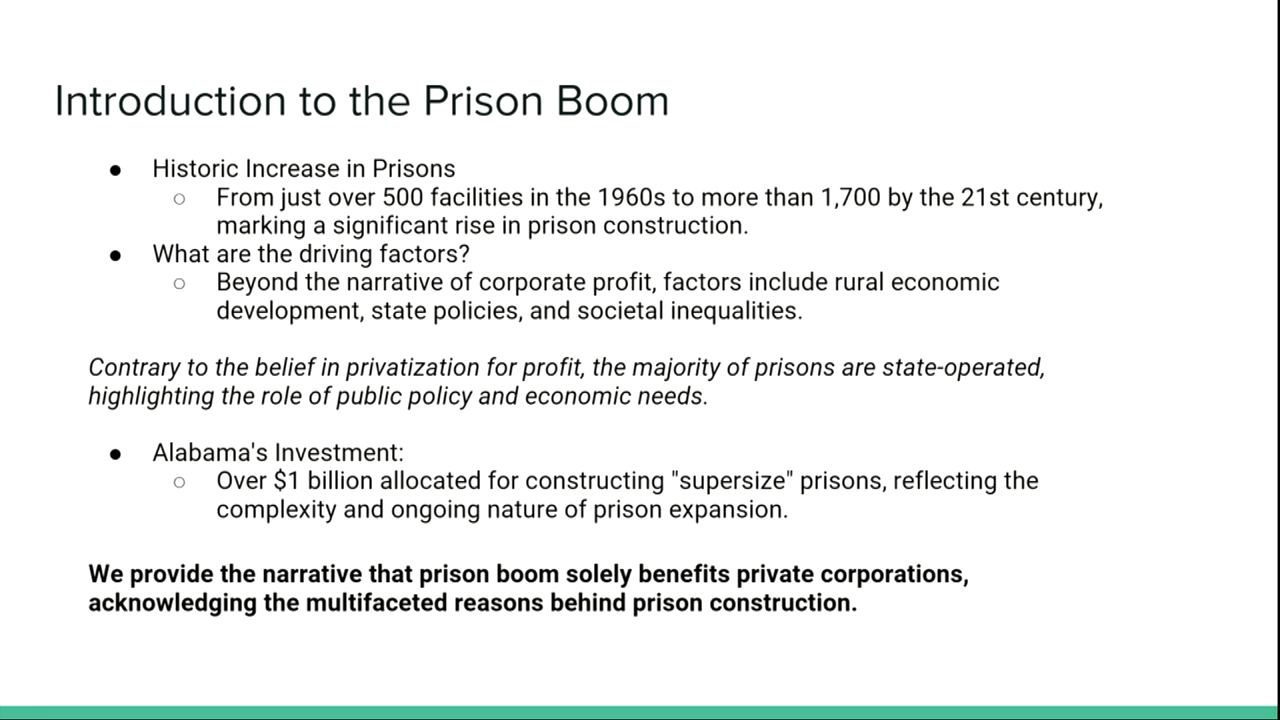 Introduction to the Prison Boom
● Historic Increase in Prisons
○ From just over 500 facilities in the 1960s to more than 1,700 by the 21st century,
marking a significant rise in prison construction.
● What are the driving factors?
○ Beyond the narrative of corporate profit, factors include rural economic
development, state policies, and societal inequalities.
Contrary to the belief in privatization for profit, the majority of prisons are state-operated,
highlighting the role of public policy and economic needs.
● Alabama's Investment:
○ Over $1 billion allocated for constructing "supersize" prisons, reflecting the
complexity and ongoing nature of prison expansion.
We provide the narrative that prison boom solely benefits private corporations,
acknowledging the multifaceted reasons behind prison construction.